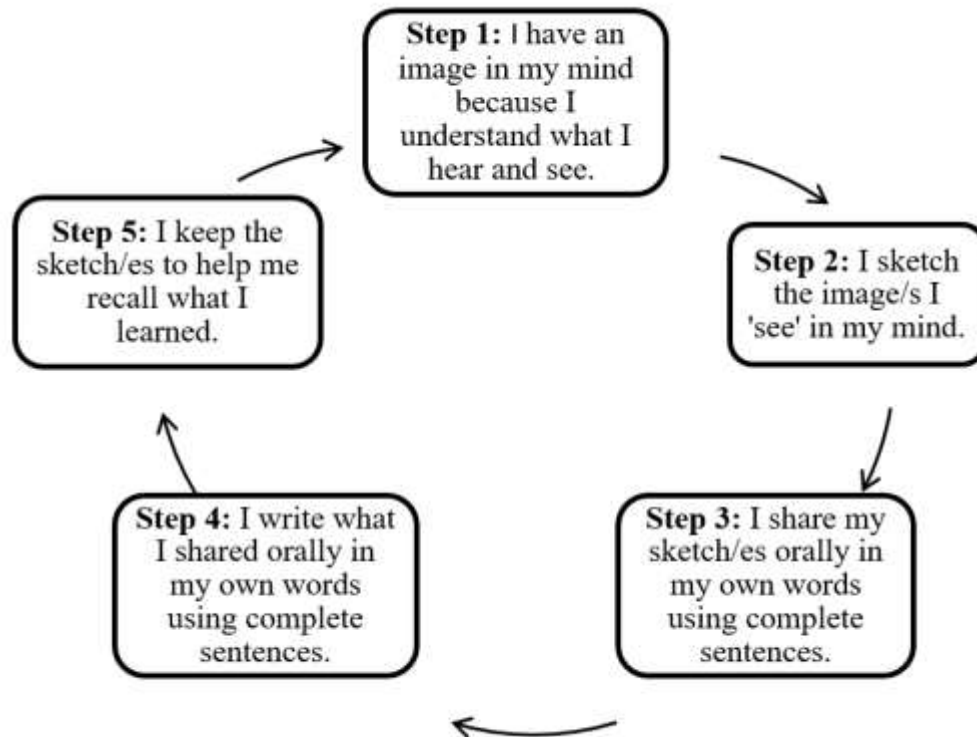 Step 1: I have an
image in my mind
because I
understand what I
hear and see.
Step 2: I sketch
the image/s I
'see' in my mind.
Step 3: I share my
sketch/es orally in
my own words
using complete
sentences.
Step 4: I write what
I shared orally in
my own words
using complete
sentences.
Step 5: I keep the
sketch/es to help me
recall what I
learned.